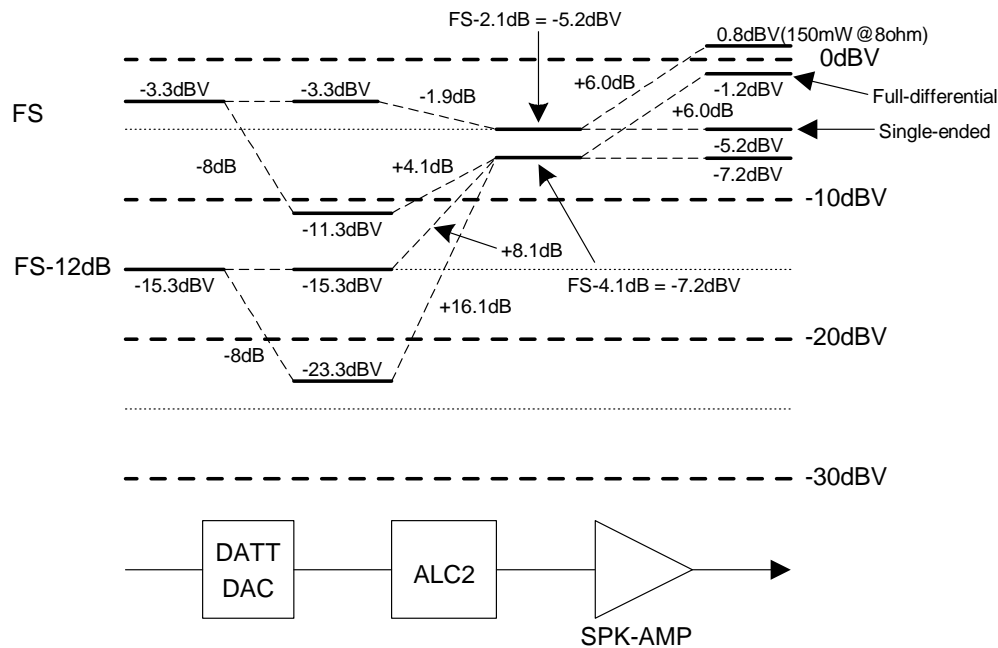 FS-2.1dB = -5.2dBV
0.8dBV(150mW @8ohm)
0dBV
-3.3dBV
-3.3dBV
-1.9dB
+6.0dB
-1.2dBV
Full-differential
FS
+6.0dB
Single-ended
-5.2dBV
-8dB
+4.1dB
-7.2dBV
-10dBV
-11.3dBV
+8.1dB
FS-12dB
-15.3dBV
-15.3dBV
FS-4.1dB = -7.2dBV
+16.1dB
-20dBV
-8dB
-23.3dBV
-30dBV
DATT
DAC
ALC2
SPK-AMP